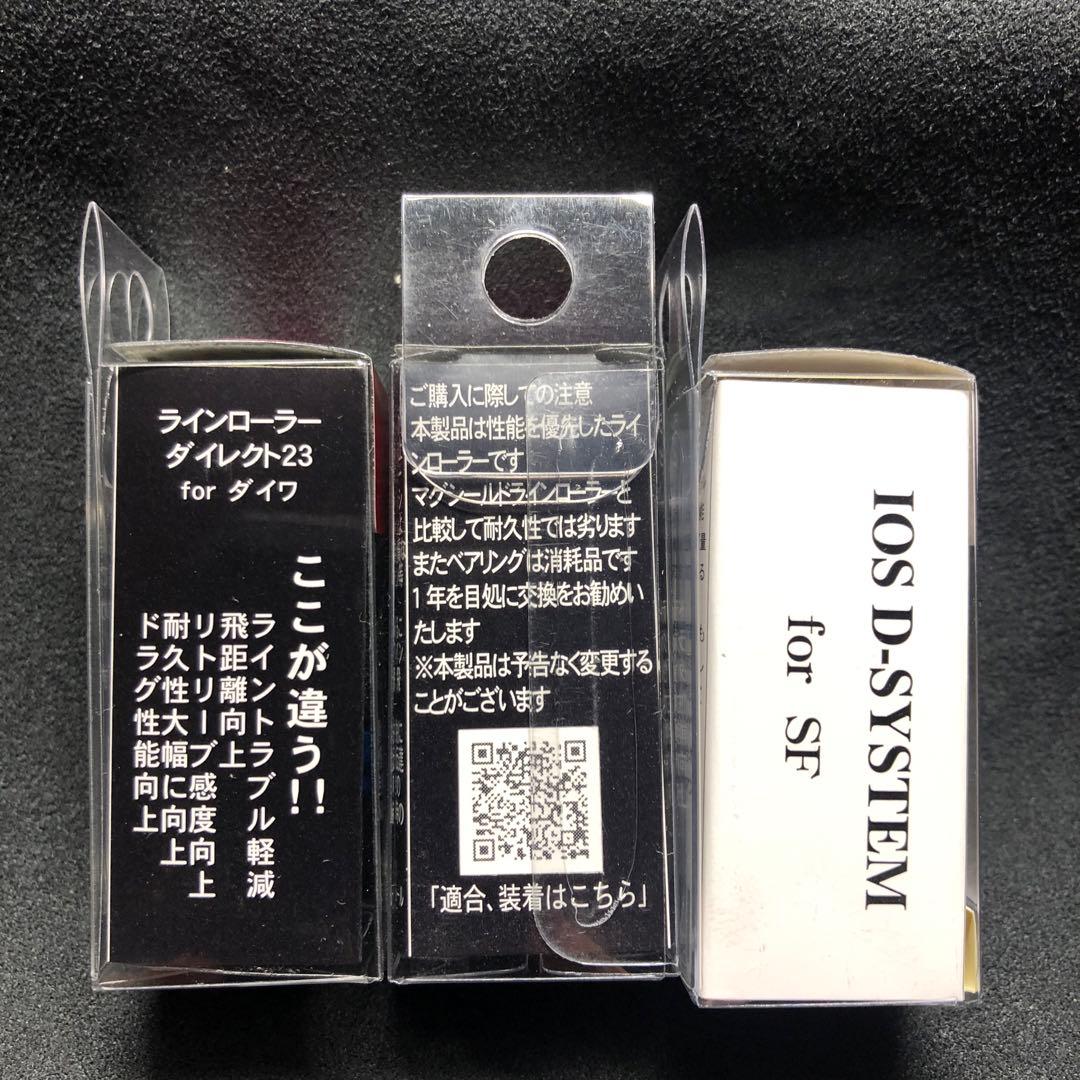 ラインローラー
ダイレクト23
for ダイワ
ここが違う!!
ライントラブル軽減
飛距離向上
リトリーブ感度向上
耐久性大幅に向上
ドラグ性能向上
ご購入に際しての注意
本製品は性能を優先したライ
ンローラーです
マグシールドラインローラーと
比較して耐久性では劣ります
またベアリングは消耗品です
1年を目処に交換をお勧めい
たします
※本製品は予告なく変更する
ことがございます
「適合、装着はこちら」
IOS D-SYSTEM
for SF